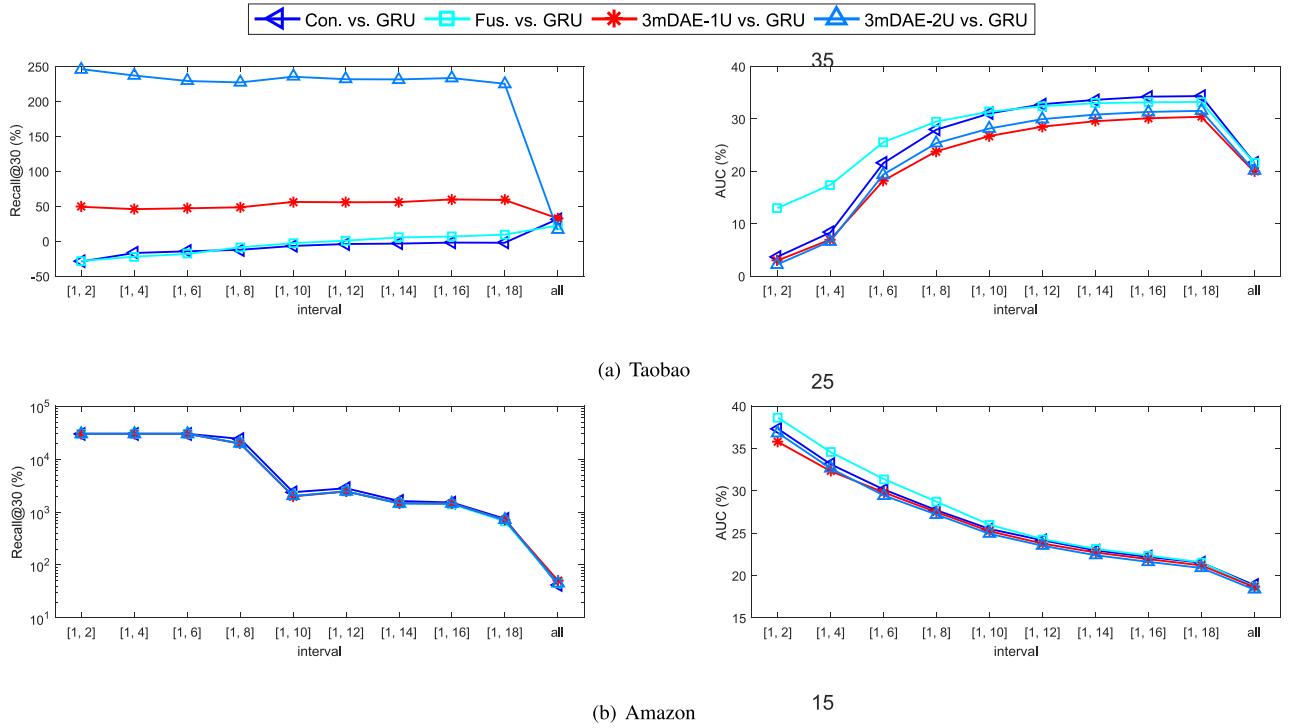 Con. vs. GRU Fus. vs. GRU 3mDAE-1U vs. GRU 3mDAE-2U vs. GRU
35
250
200
150
100
50
0
-50
Recall@30 (%)
[1, 2] [1, 4] [1, 6] [1, 8] [1, 10] [1, 12] [1, 14] [1, 16] [1, 18] all
interval
40
30
20
10
0
AUC (%)
[1, 2] [1, 4] [1, 6] [1, 8] [1, 10] [1, 12] [1, 14] [1, 16] [1, 18] all
interval
(a) Taobao
25
10^5
10^4
10^3
10^2
10^1
Recall@30 (%)
[1, 2] [1, 4] [1, 6] [1, 8] [1, 10] [1, 12] [1, 14] [1, 16] [1, 18] all
interval
40
35
30
25
20
15
AUC (%)
[1, 2] [1, 4] [1, 6] [1, 8] [1, 10] [1, 12] [1, 14] [1, 16] [1, 18] all
interval
15
(b) Amazon